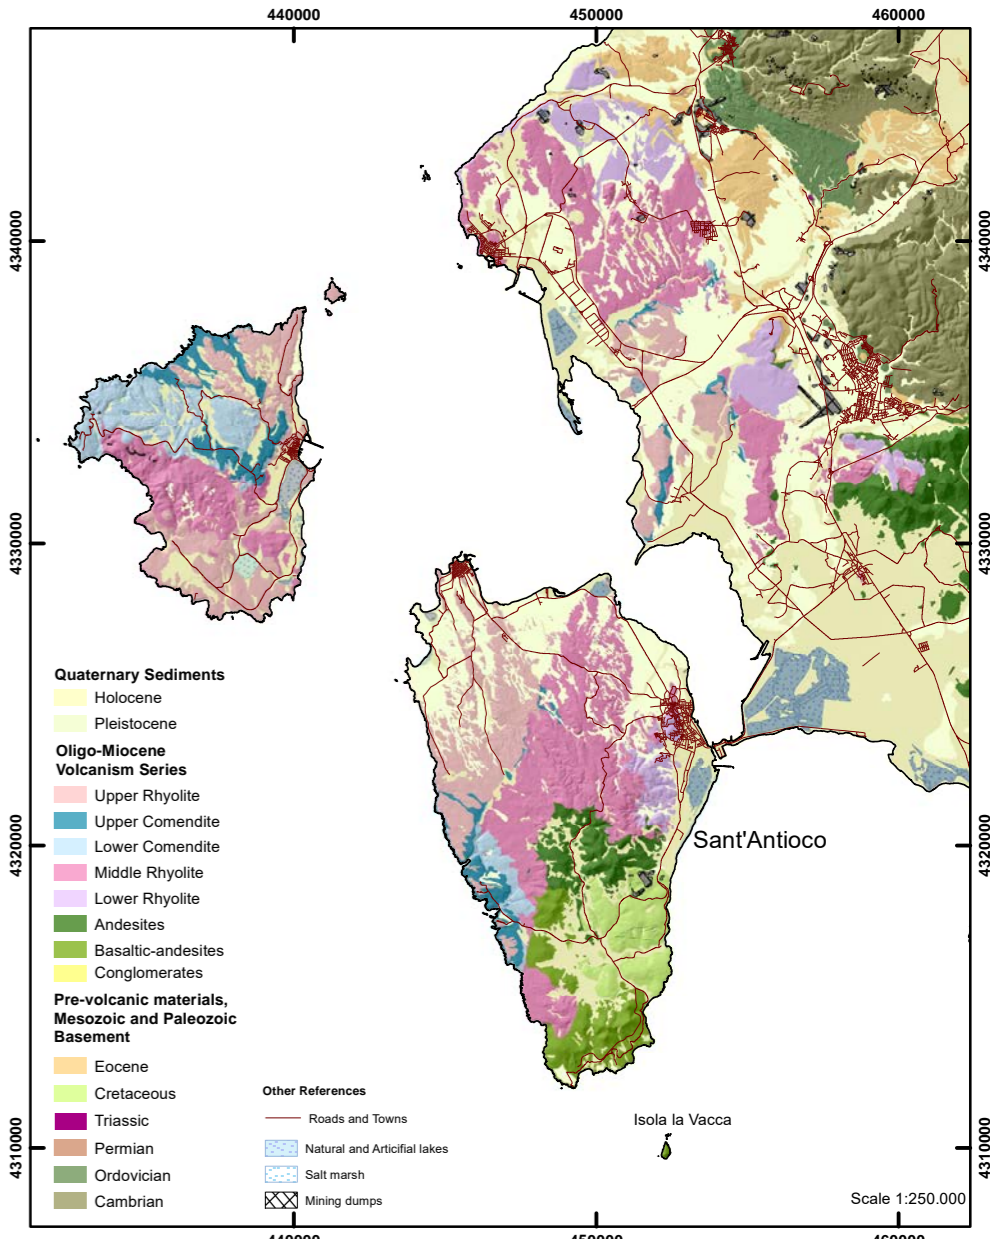 440000 450000 460000
4340000 4340000
4330000 4330000
4320000 4320000
4310000 4310000
Sant'Antioco
Isola la Vacca
Quaternary Sediments
Holocene
Pleistocene
Oligo-Miocene
Volcanism Series
Upper Rhyolite
Upper Comendite
Lower Comendite
Middle Rhyolite
Lower Rhyolite
Andesites
Basaltic-andesites
Conglomerates
Pre-volcanic materials,
Mesozoic and Paleozoic
Basement
Eocene
Cretaceous
Triassic
Permian
Ordovician
Cambrian
Other References
Roads and Towns
Natural and Articifial lakes
Salt marsh
Mining dumps
Scale 1:250.000
440000 450000 460000